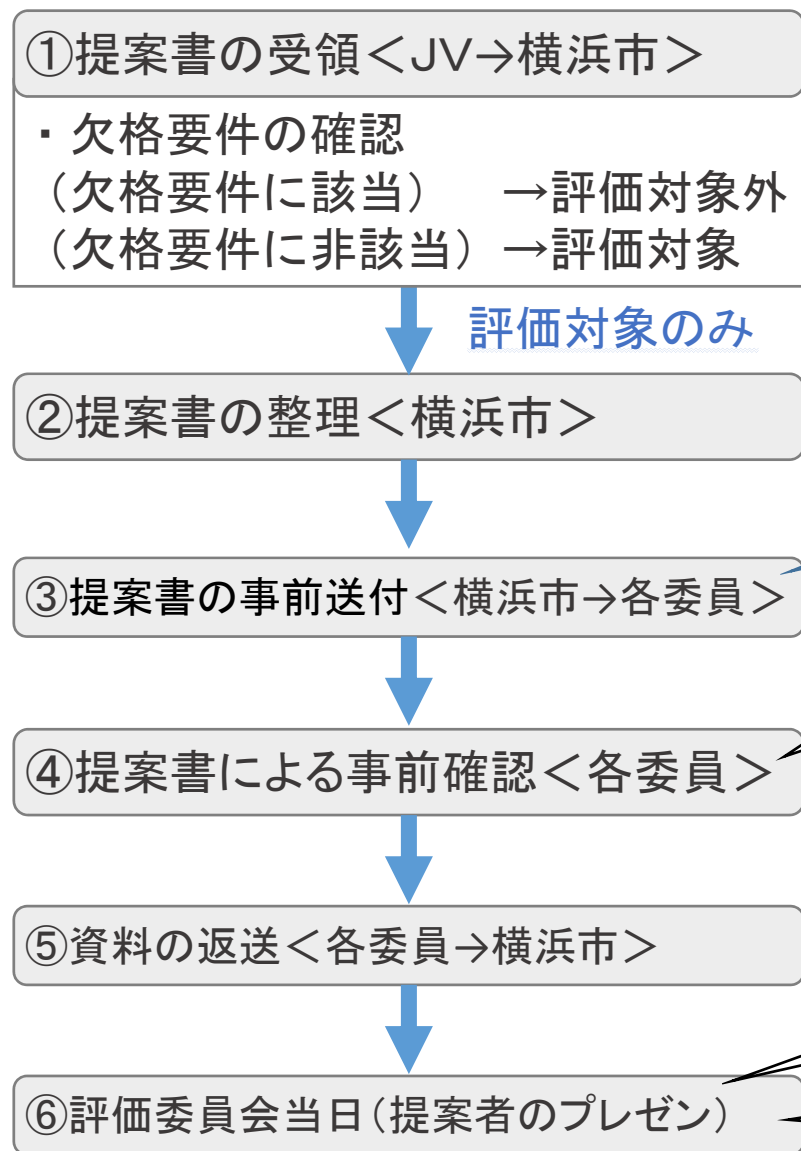 ①提案書の受領＜JV→横浜市＞
・欠格要件の確認
（欠格要件に該当）　→評価対象外
（欠格要件に非該当）→評価対象
評価対象のみ
②提案書の整理＜横浜市＞
③提案書の事前送付＜横浜市→各委員＞
④提案書による事前確認＜各委員＞
⑤資料の返送＜各委員→横浜市＞
⑥評価委員会当日（提案者のプレゼン）